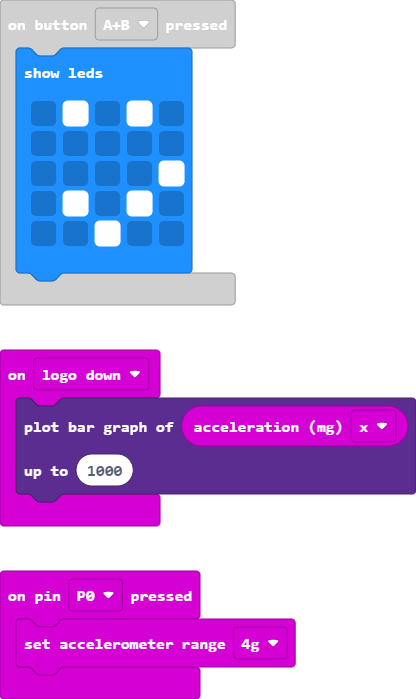 on button A+B pressed
show leds
on logo down
plot bar graph of acceleration (mg) x
up to 1000
on pin P0 pressed
set accelerometer range 4g